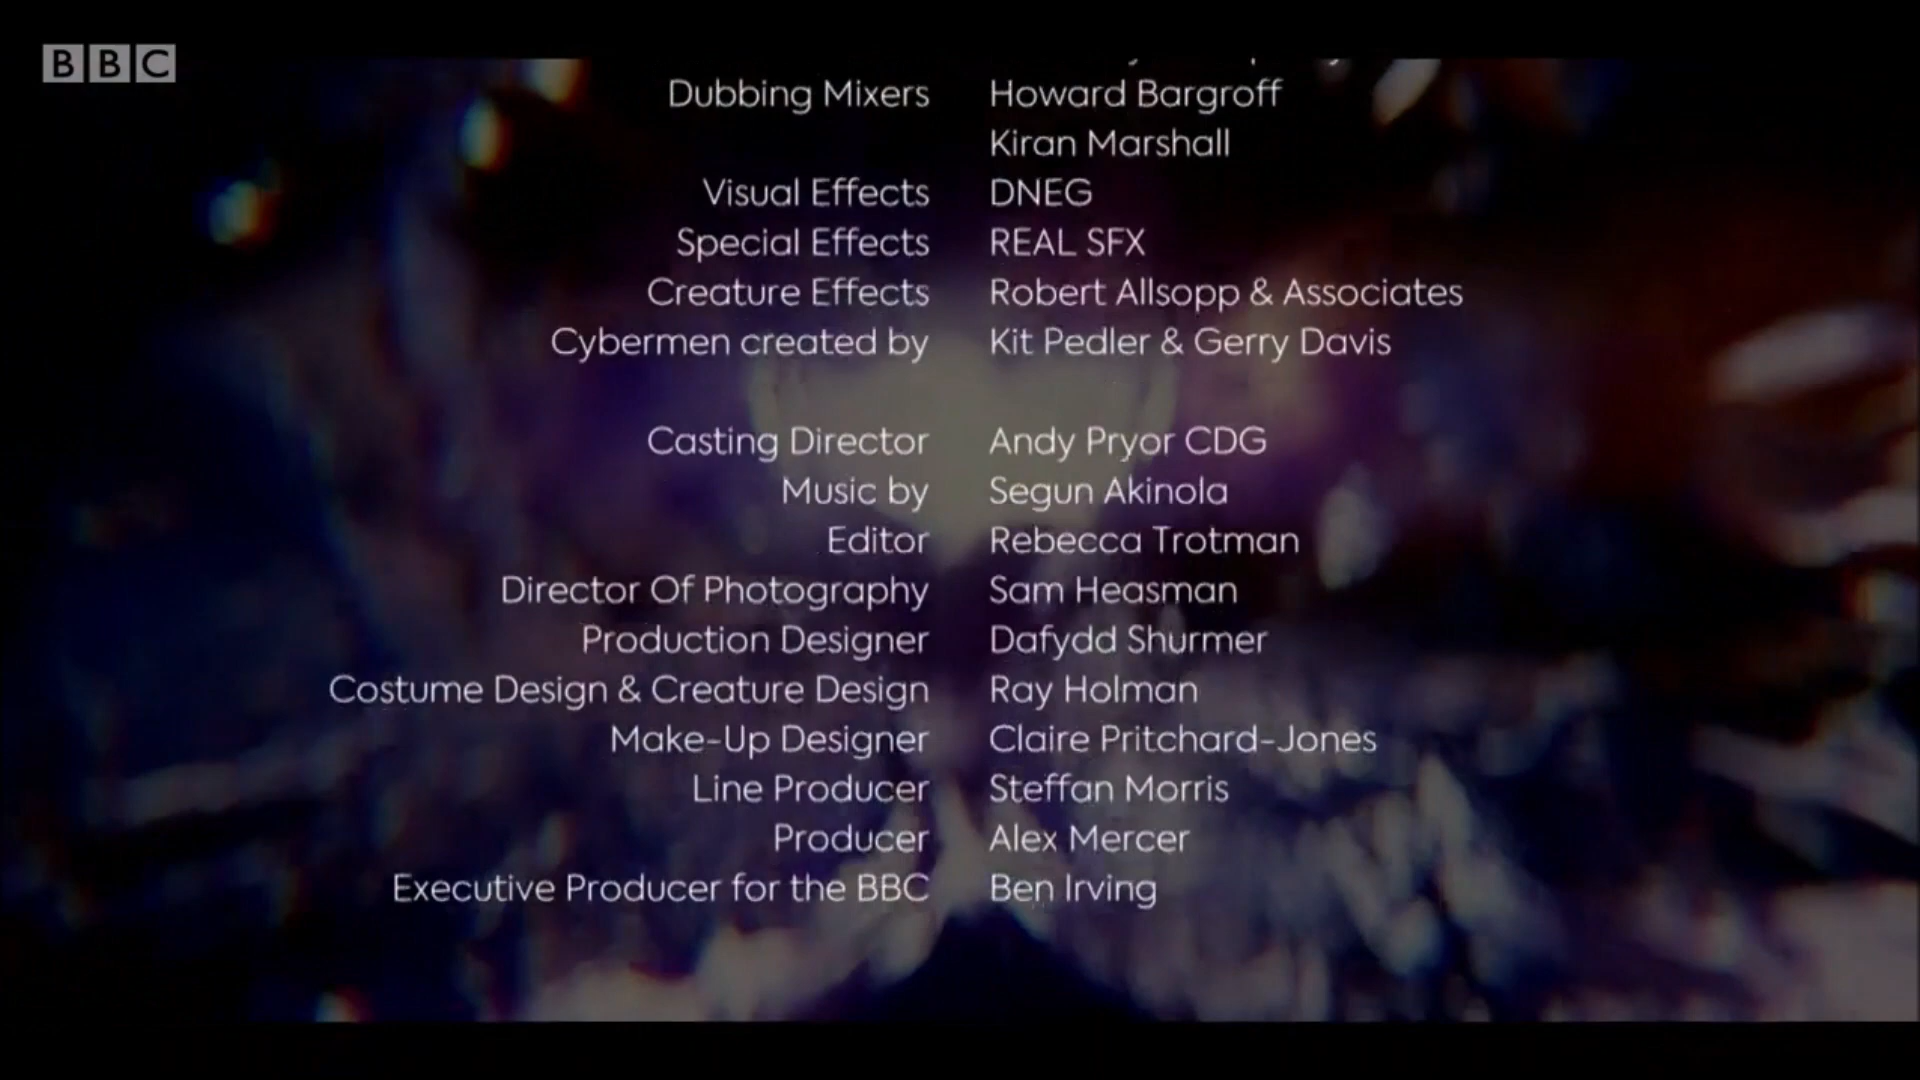 BBC
Dubbing Mixers Howard Bargroff
Kiran Marshall
Visual Effects DNEG
Special Effects REAL SFX
Creature Effects Robert Allsopp & Associates
Cybermen created by Kit Pedler & Gerry Davis
Casting Director Andy Pryor CDG
Music by Segun Akinola
Editor Rebecca Trotman
Director Of Photography Sam Heasman
Production Designer Dafydd Shurmer
Costume Design & Creature Design Ray Holman
Make-Up Designer Claire Pritchard-Jones
Line Producer Steffan Morris
Producer Alex Mercer
Executive Producer for the BBC Ben Irving